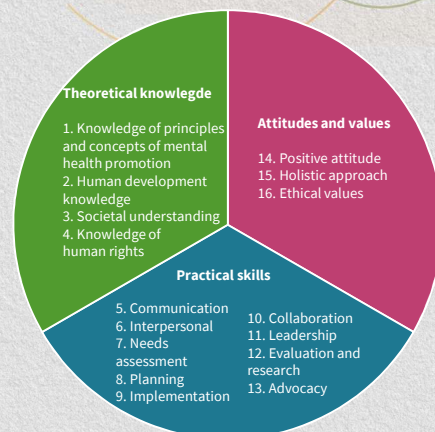 Theoretical knowlegde
1. Knowledge of principles
and concepts of mental
health promotion
2. Human development
knowledge
3. Societal understanding
4. Knowledge of
human rights
Attitudes and values
14. Positive attitude
15. Holistic approach
16. Ethical values
Practical skills
5. Communication
6. Interpersonal
7. Needs
assessment
8. Planning
9. Implementation
10. Collaboration
11. Leadership
12. Evaluation and
research
13. Advocacy